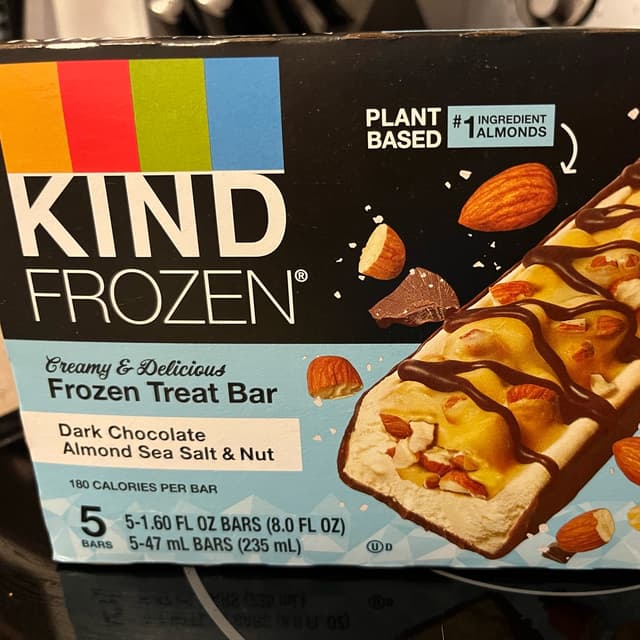 KIND
FROZEN®
PLANT
BASED
#1 INGREDIENT
ALMONDS
Creamy & Delicious
Frozen Treat Bar
Dark Chocolate
Almond Sea Salt & Nut
180 CALORIES PER BAR
5
BARS
5-1.60 FL OZ BARS (8.0 FL OZ)
5-47 mL BARS (235 mL)
U D